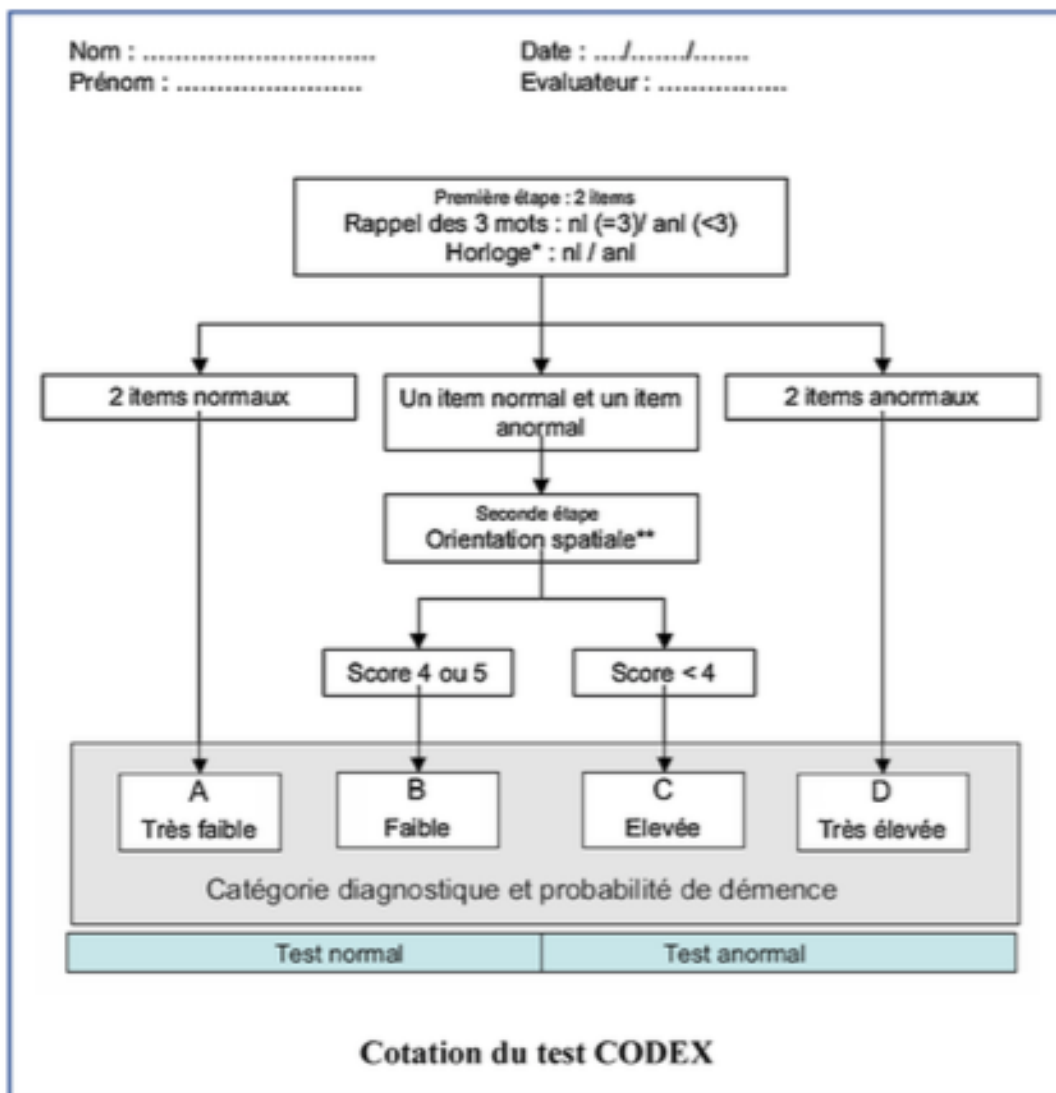 Nom : ............................
Date : ..../......./.......
Prénom : .......................
Evaluateur : ................
Première étape : 2 items
Rappel des 3 mots : nl (=3)/ anl (<3)
Horloge* : nl / anl
2 items normaux
Un item normal et un item
anormal
2 items anormaux
Seconde étape
Orientation spatiale**
Score 4 ou 5
Score < 4
A
Très faible
B
Faible
C
Elevée
D
Très élevée
Catégorie diagnostique et probabilité de démence
Test normal
Test anormal
Cotation du test CODEX